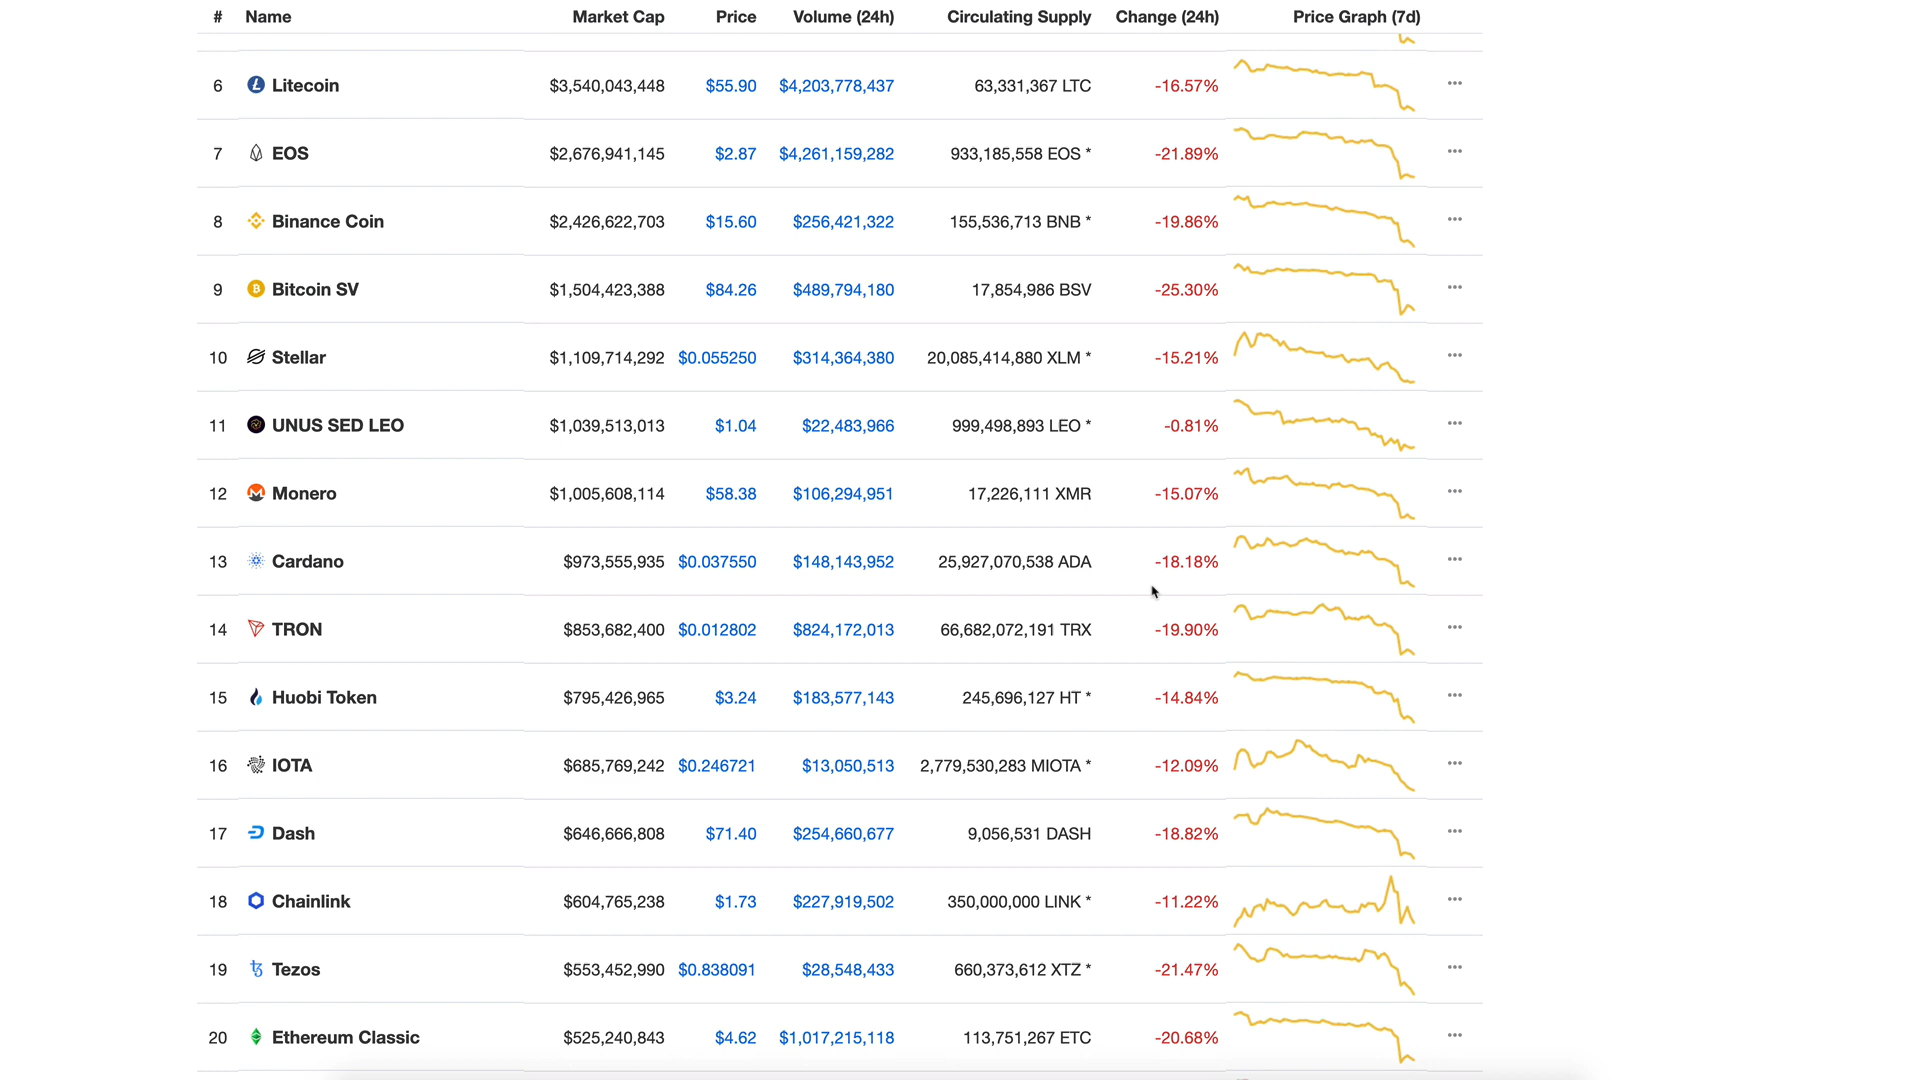 # Name Market Cap Price Volume (24h) Circulating Supply Change (24h) Price Graph (7d)
6 Litecoin $3,540,043,448 $55.90 $4,203,778,437 63,331,367 LTC -16.57%
7 EOS $2,676,941,145 $2.87 $4,261,159,282 933,185,558 EOS * -21.89%
8 Binance Coin $2,426,622,703 $15.60 $256,421,322 155,536,713 BNB * -19.86%
9 Bitcoin SV $1,504,423,388 $84.26 $489,794,180 17,854,986 BSV -25.30%
10 Stellar $1,109,714,292 $0.055250 $314,364,380 20,085,414,880 XLM * -15.21%
11 UNUS SED LEO $1,039,513,013 $1.04 $22,483,966 999,498,893 LEO * -0.81%
12 Monero $1,005,608,114 $58.38 $106,294,951 17,226,111 XMR -15.07%
13 Cardano $973,555,935 $0.037550 $148,143,952 25,927,070,538 ADA -18.18%
14 TRON $853,682,400 $0.012802 $824,172,013 66,682,072,191 TRX -19.90%
15 Huobi Token $795,426,965 $3.24 $183,577,143 245,696,127 HT * -14.84%
16 IOTA $685,769,242 $0.246721 $13,050,513 2,779,530,283 MIOTA * -12.09%
17 Dash $646,666,808 $71.40 $254,660,677 9,056,531 DASH -18.82%
18 Chainlink $604,765,238 $1.73 $227,919,502 350,000,000 LINK * -11.22%
19 Tezos $553,452,990 $0.838091 $28,548,433 660,373,612 XTZ * -21.47%
20 Ethereum Classic $525,240,843 $4.62 $1,017,215,118 113,751,267 ETC -20.68%